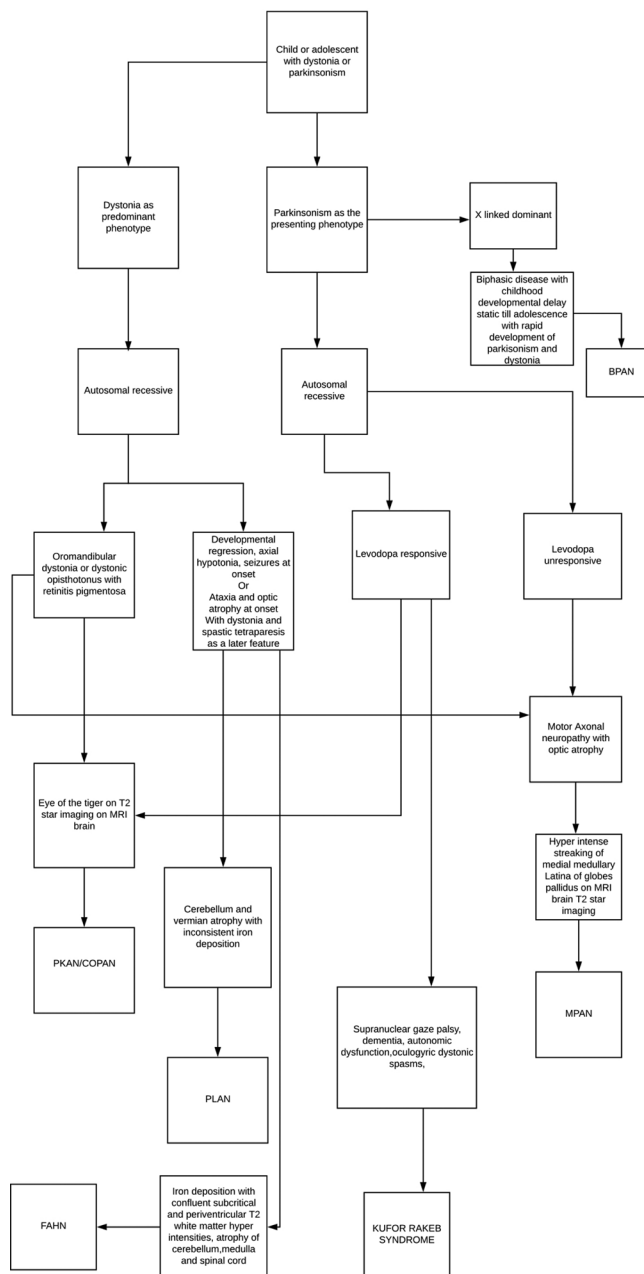 Child or adolescent
with dystonia or
parkinsonism
Dystonia as
predominant
phenotype
Parkinsonism as the
presenting phenotype
X linked dominant
Biphasic disease with
childhood
developmental delay
static till adolescence
with rapid
development of
parkisonism and
dystonia
BPAN
Autosomal recessive
Autosomal
recessive
Oromandibular
dystonia or dystonic
opisthotonus with
retinitis pigmentosa
Developmental
regression, axial
hypotonia, seizures at
onset
Or
Ataxia and optic
atrophy at onset
With dystonia and
spastic tetraparesis
as a later feature
Levodopa responsive
Levodopa
unresponsive
Motor Axonal
neuropathy with
optic atrophy
Eye of the tiger on T2
star imaging on MRI
brain
Hyper intense
streaking of
medial medullary
Latina of globes
pallidus on MRI
brain T2 star
imaging
Cerebellum and
vermian atrophy with
inconsistent iron
deposition
PKAN/COPAN
MPAN
Supranuclear gaze palsy,
dementia, autonomic
dysfunction,oculogyric dystonic
spasms,
PLAN
Iron deposition with
confluent subcritical
and periventricular T2
white matter hyper
intensities, atrophy of
cerebellum,medulla
and spinal cord
FAHN
KUFOR RAKEB
SYNDROME